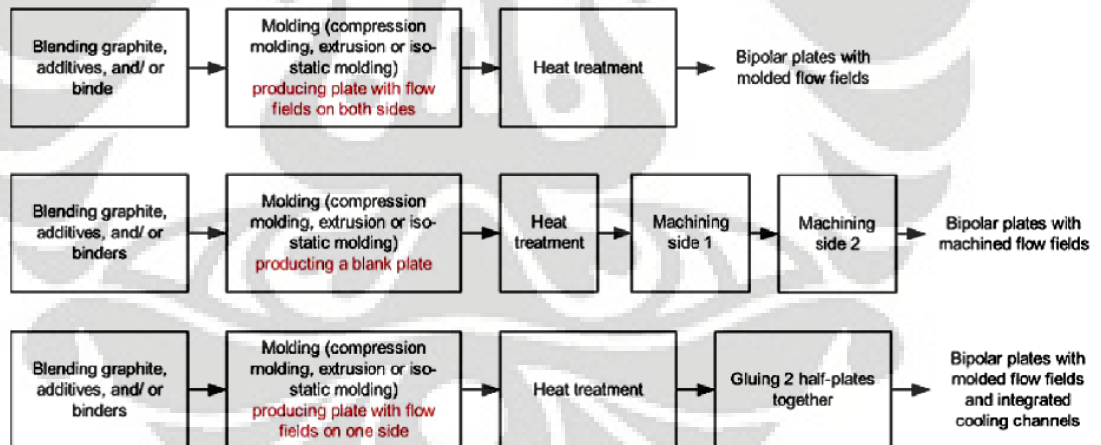 Blending graphite,
additives, and/ or
binde
Molding (compression
molding, extrusion or iso-
static molding)
producing plate with flow
fields on both sides
Heat treatment
Bipolar plates with
molded flow fields
Blending graphite,
additives, and/ or
binders
Molding (compression
molding, extrusion or iso-
static molding)
producting a blank plate
Heat
treatment
Machining
side 1
Machining
side 2
Bipolar plates with
machined flow fields
Blending graphite,
additives, and/ or
binders
Molding (compression
molding, extrusion or iso-
static molding)
producing plate with flow
fields on one side
Heat treatment
Gluing 2 half-plates
together
Bipolar plates with
molded flow fields
and integrated
cooling channels